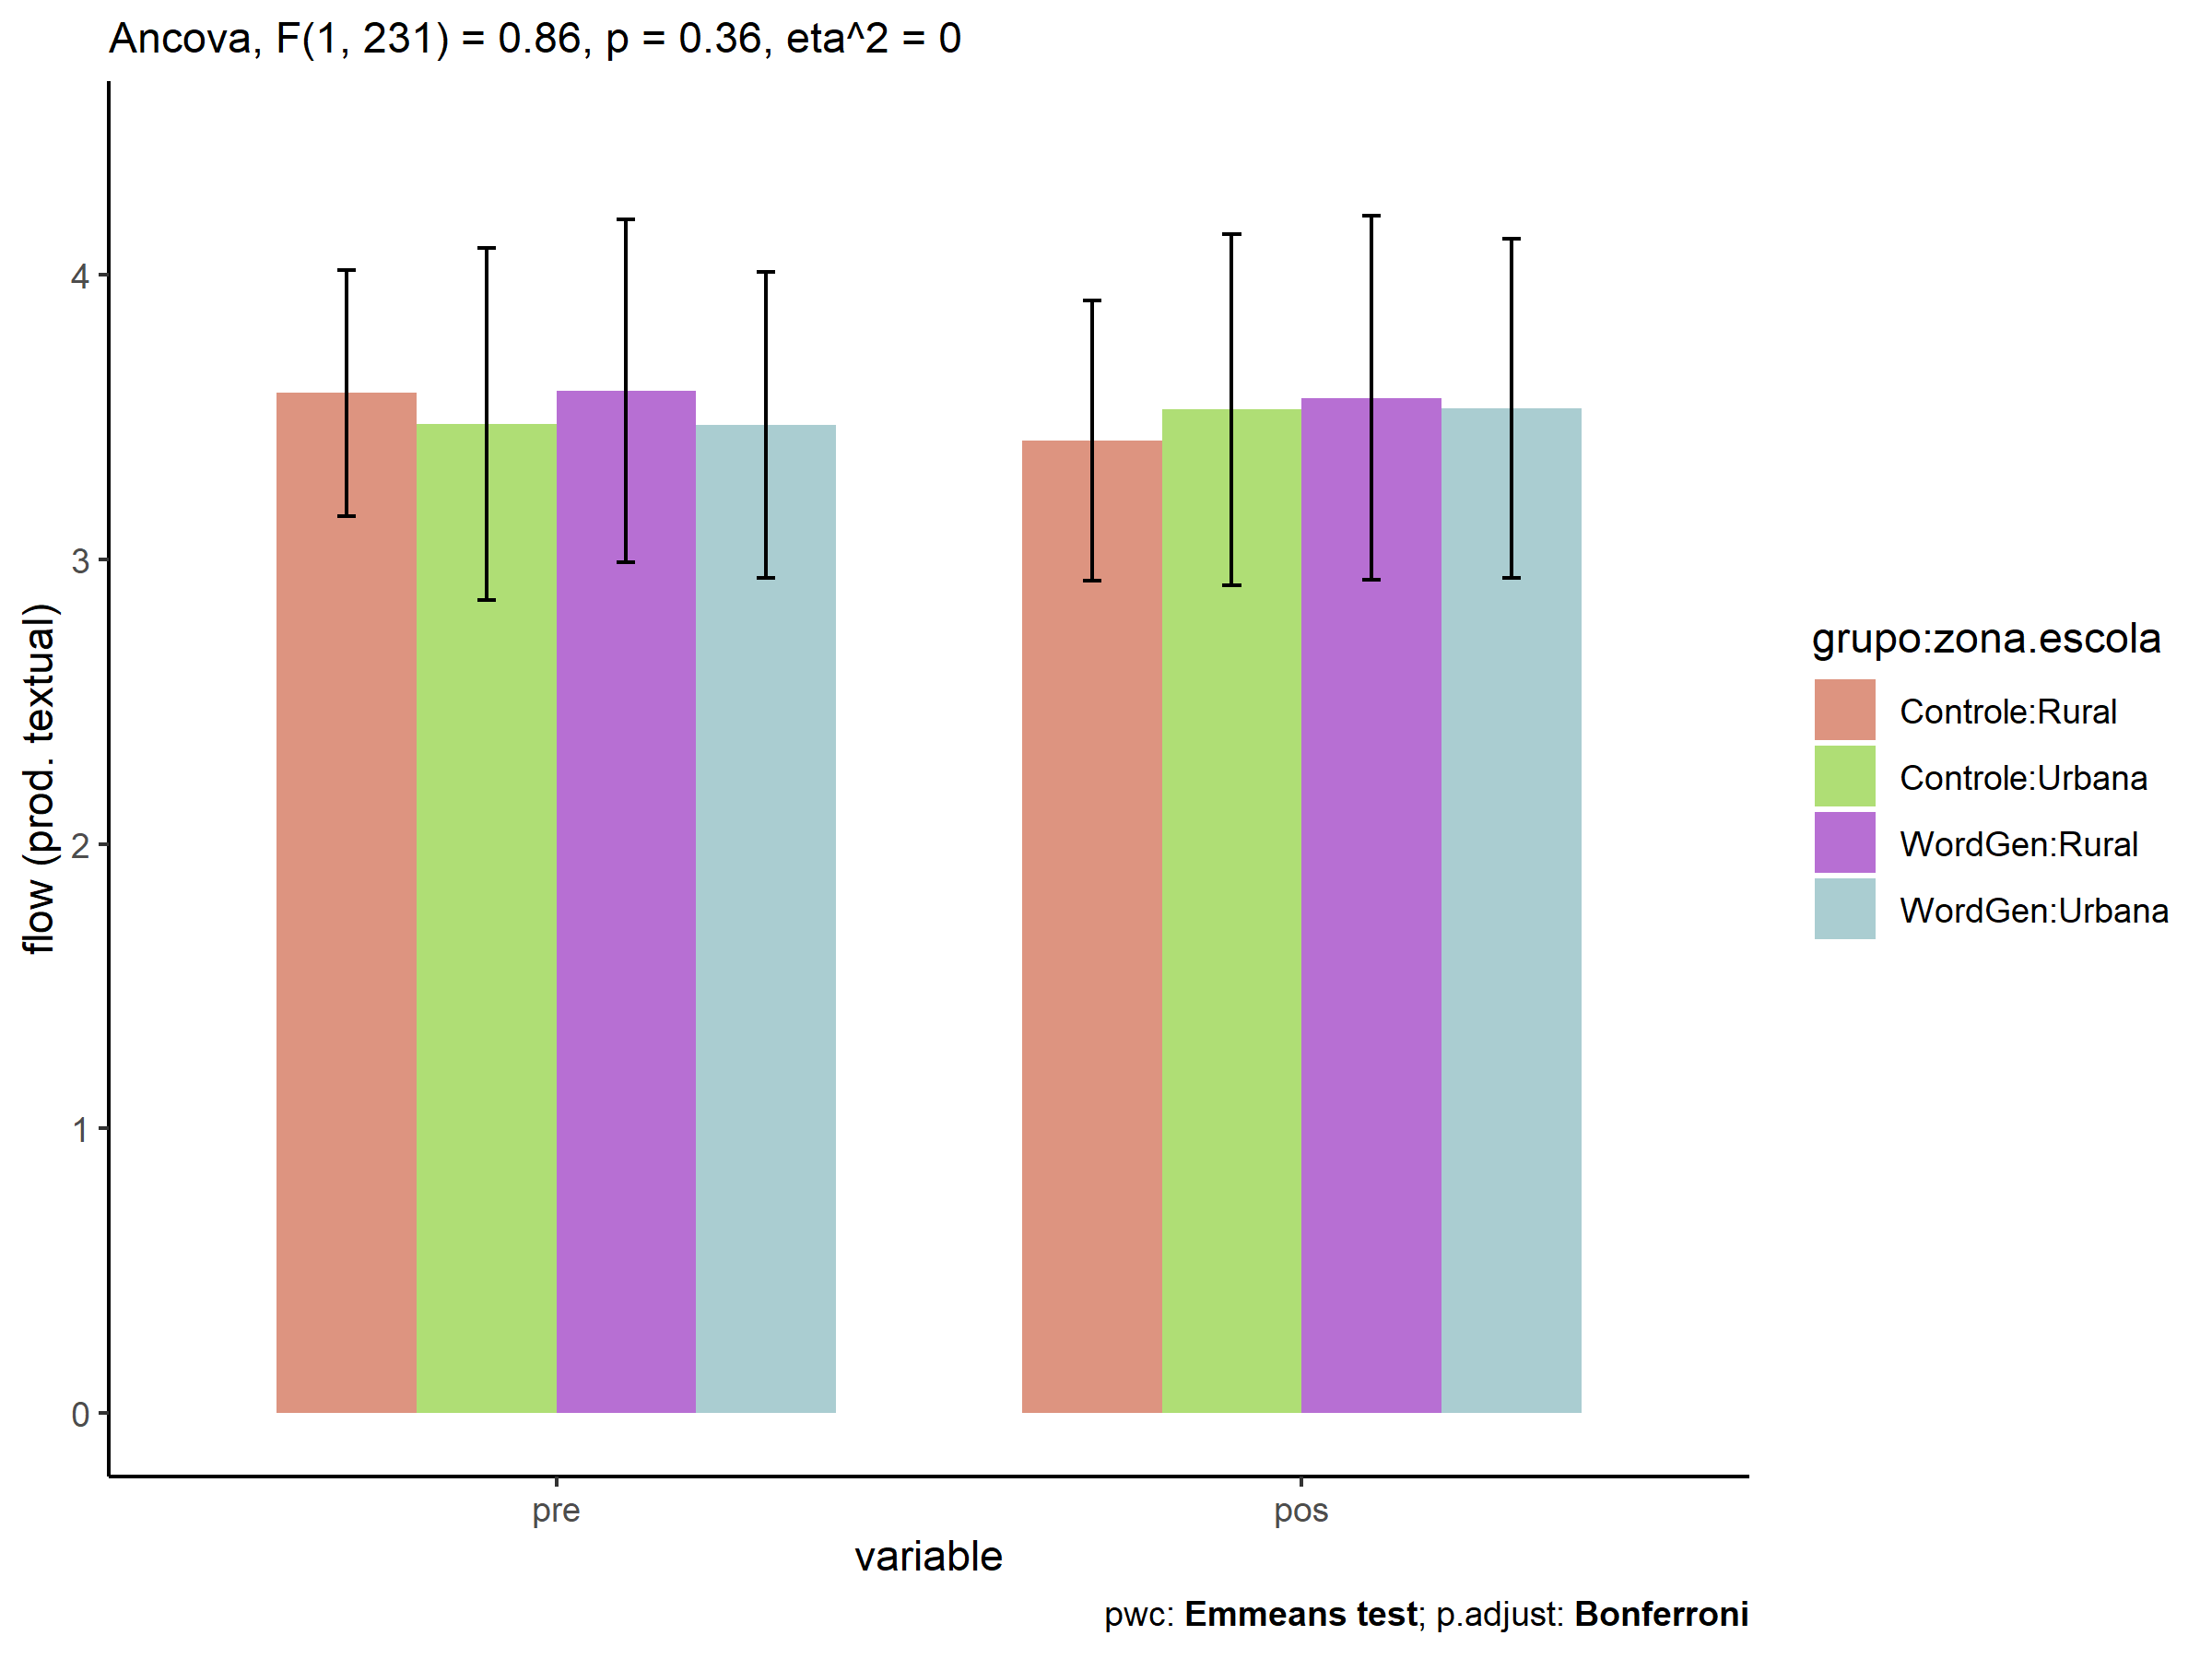 Ancova, F(1, 231) = 0.86, p = 0.36, eta^2 = 0
flow (prod. textual)
4
3
2
1
0
pre
pos
variable
grupo:zona.escola
Controle:Rural
Controle:Urbana
WordGen:Rural
WordGen:Urbana
pwc: Emmeans test; p.adjust: Bonferroni